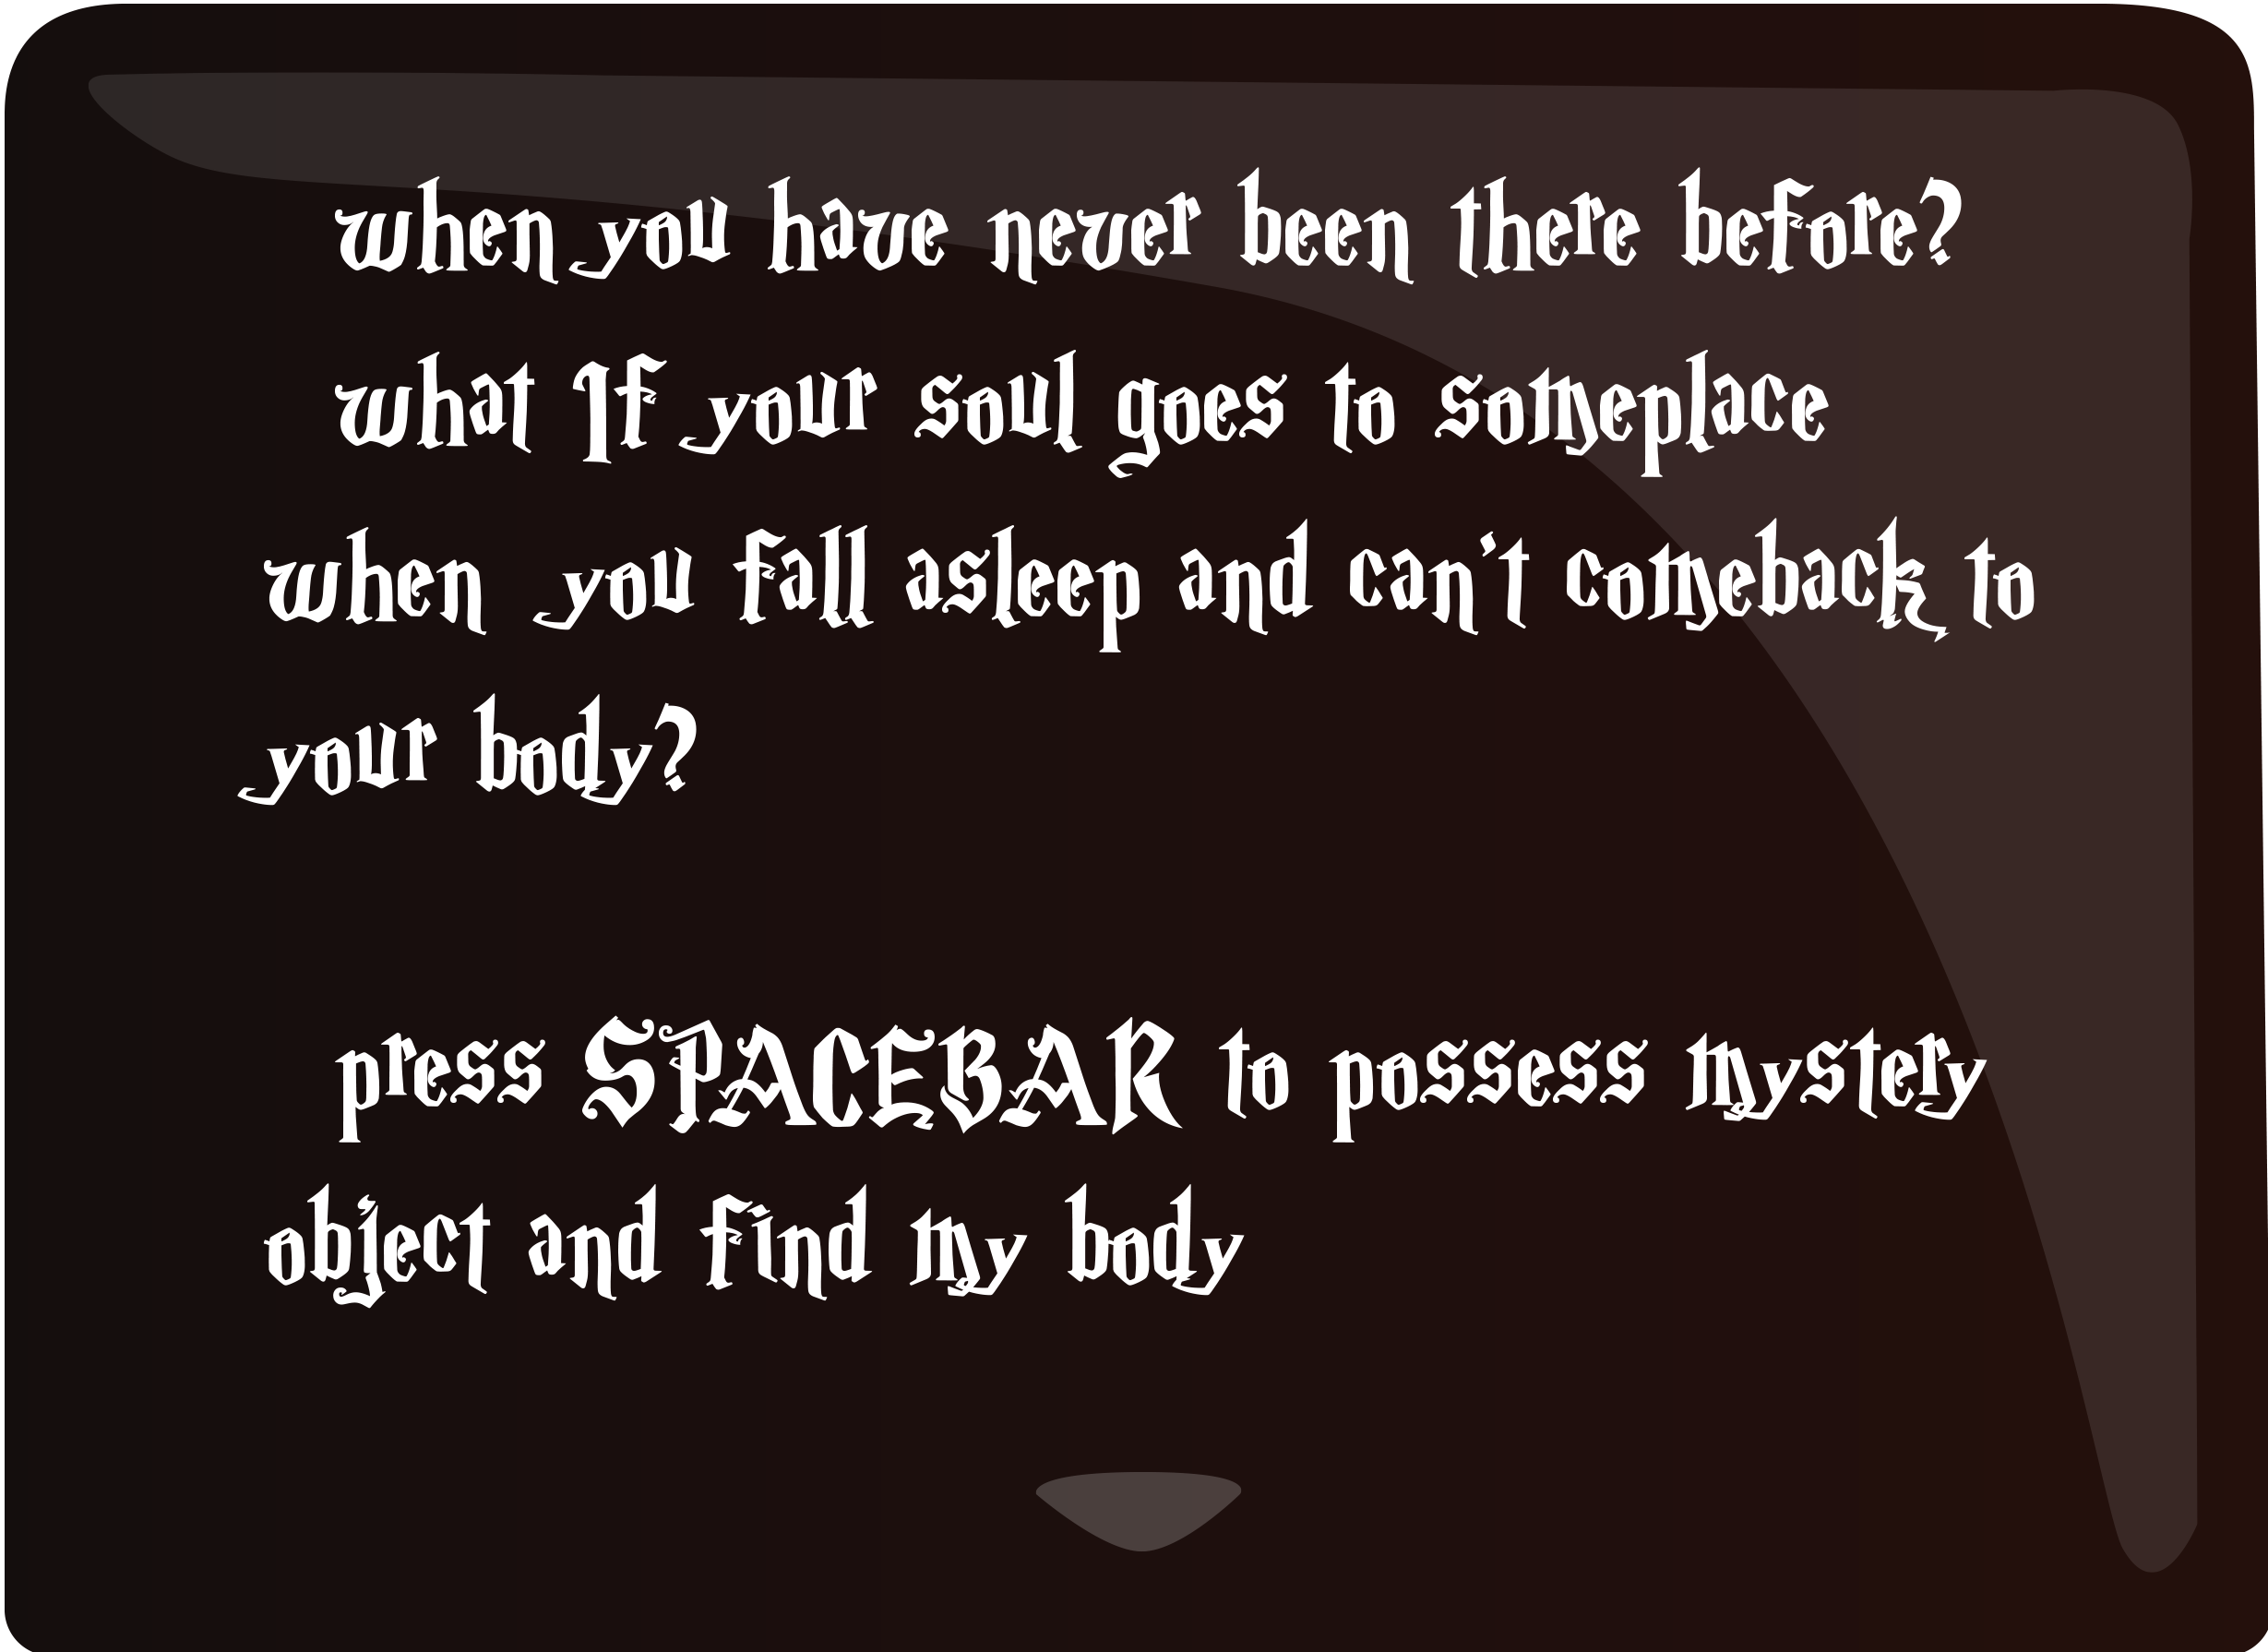 when you have never been there before?
what If your soul goes to someplace
when you fall asleep and can't comeback to
your body?
press SPACEBAR to possess mystery
object and find my body